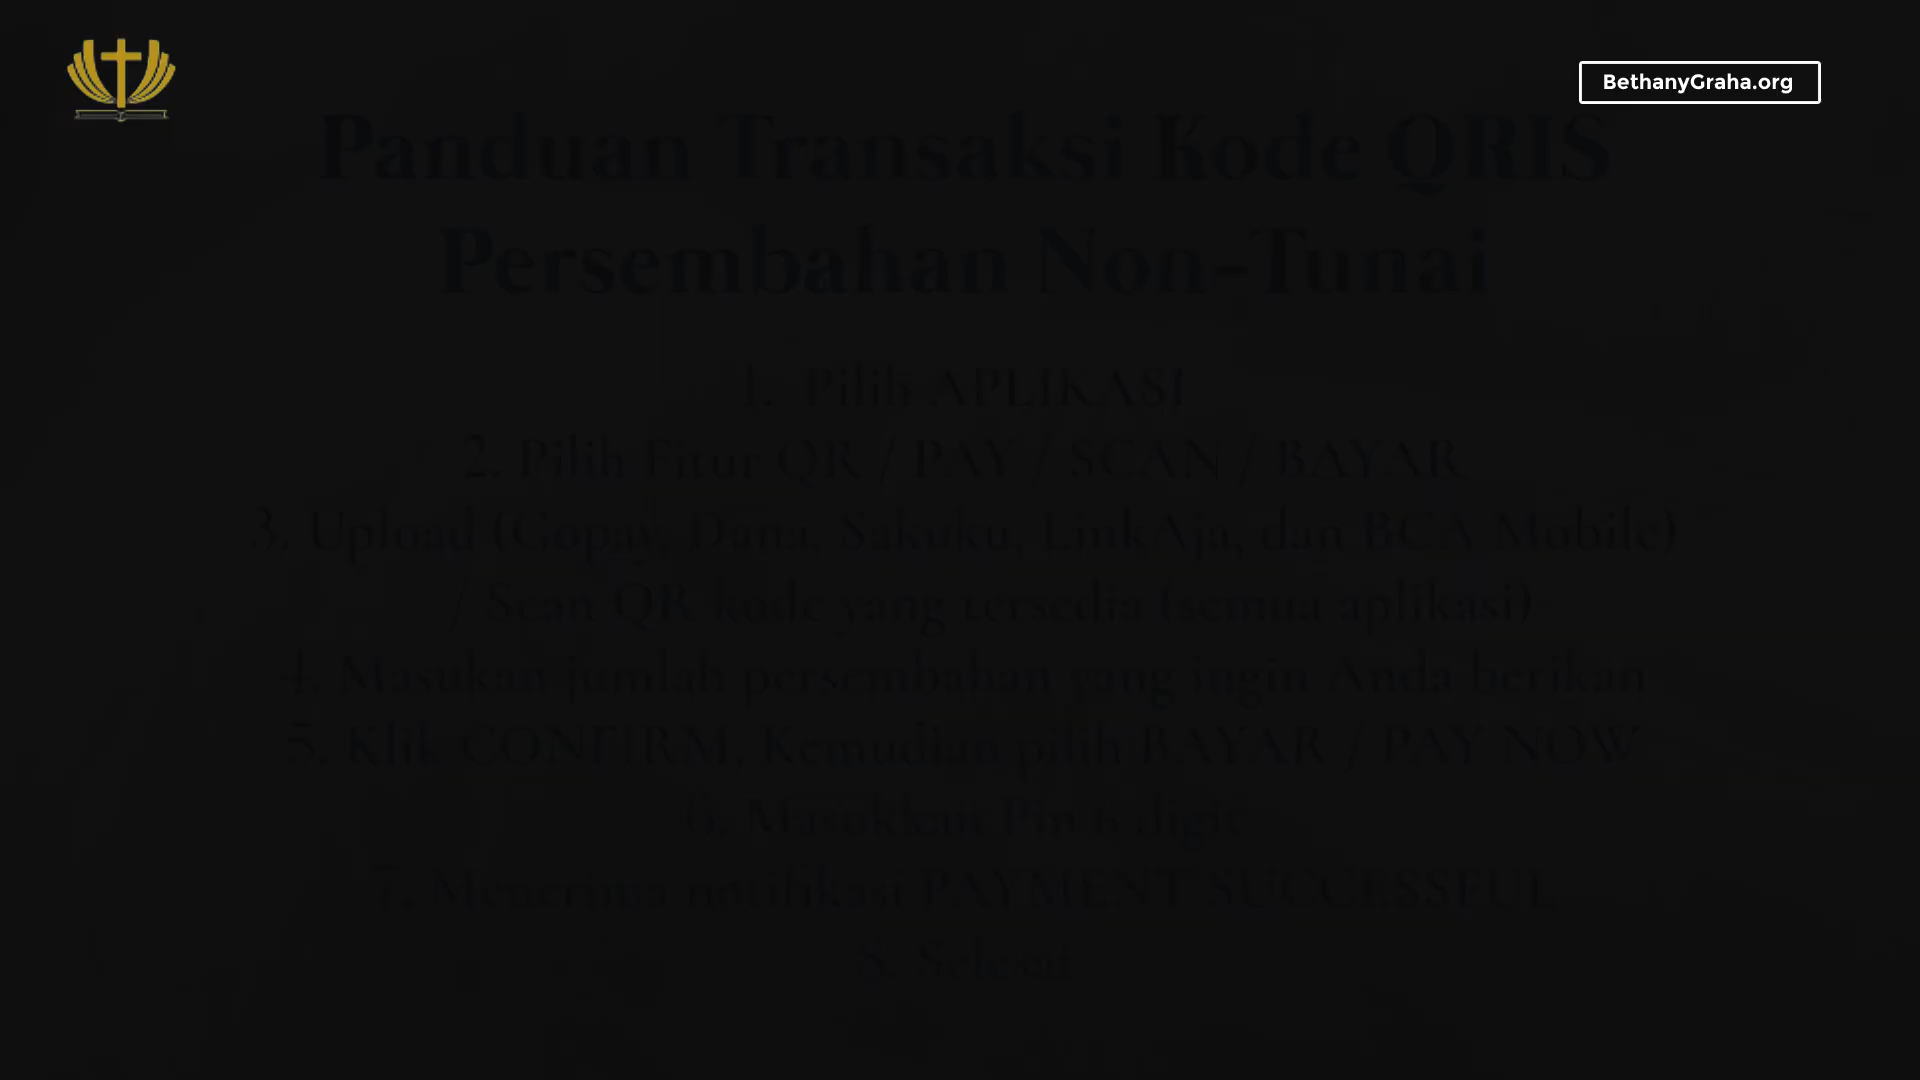 BethanyGraha.org
Panduan Transaksi Kode QRIS
Persembahan Non-Tunai
1. Pilih APLIKASI
2. Pilih Fitur QR / PAY / SCAN / BAYAR
3. Upload (Gopay, Dana, Sakuku, LinkAja, dan BCA Mobile)
/ Scan QR kode yang tersedia (semua aplikasi)
4. Masukan jumlah persembahan yang ingin Anda berikan
5. Klik CONFIRM, Kemudian pilih BAYAR / PAY NOW
6. Masukkan Pin 6 digit
7. Menerima notifikasi PAYMENT SUCCESSFUL
8. Selesai